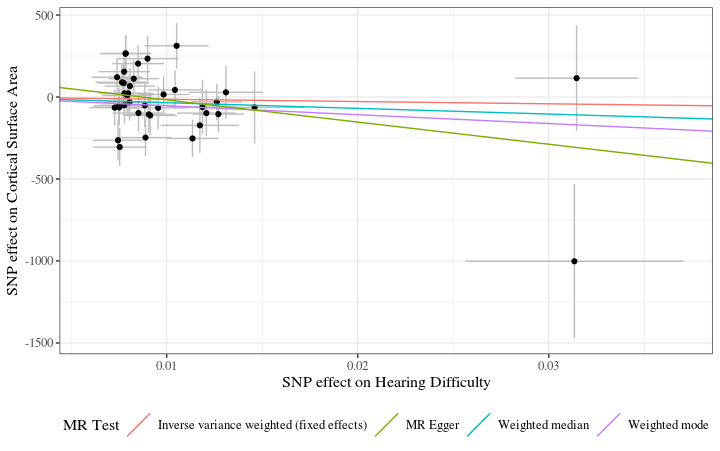 SNP effect on Cortical Surface Area
500
0
-500
-1000
-1500
0.01 0.02 0.03
SNP effect on Hearing Difficulty
MR Test Inverse variance weighted (fixed effects) MR Egger Weighted median Weighted mode